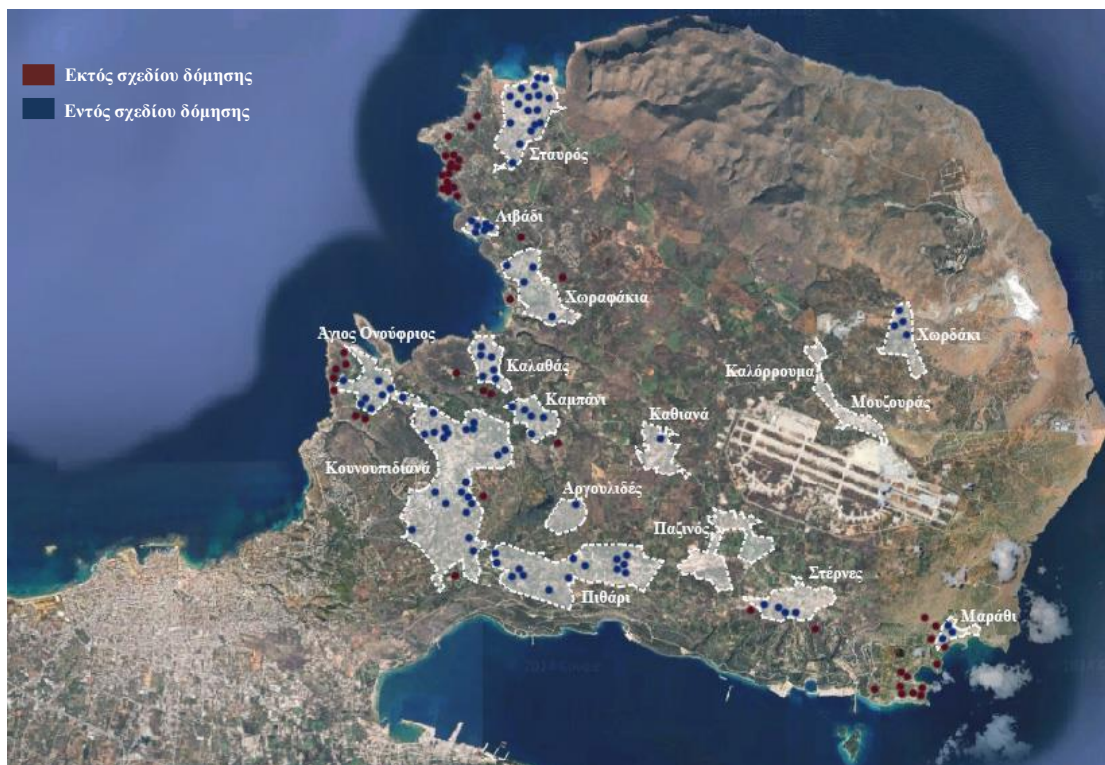 Εκτός σχεδίου δόμησης
Εντός σχεδίου δόμησης
Σταυρός
Λιβάδι
Χωραφάκια
Άγιος Ονούφριος
Χωρδάκι
Καλαθάς
Καλόρρουμα
Καμπάνι
Μουζουράς
Καθιανά
Κουνουπιδιανά
Αργουλιδές
Παζινός
Στέρνες
Πιθάρι
Μαράθι